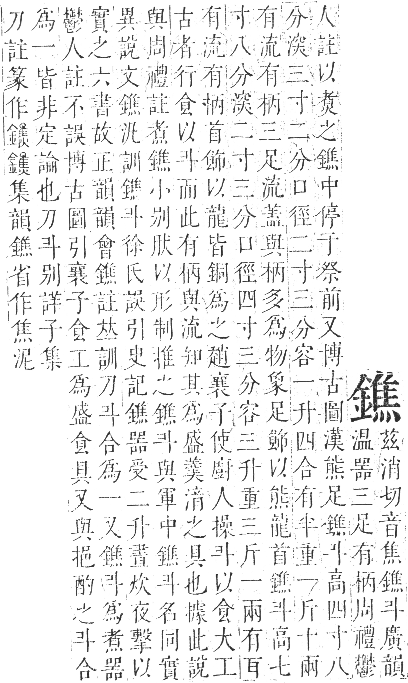 鐎
茲消切音焦鐎斗廣韻
溫器三足有柄周禮鬱
人註以煑之鐎中停于祭前又博古圖漢熊足鐎斗高四寸八
分深三寸二分口徑二寸三分容一升四合有半重一斤十兩
有流有柄三足流蓋與柄多為物象足飾以熊龍首鐎斗高七
寸八分深二寸三分口徑四寸三分容三升重三斤一兩有百
有流有柄首飾以龍皆銅為之趙襄子使廚人操斗以食大工
古者行食以斗而此有柄與流知其為盛羹湇之具也據此說
與周禮註煑鐎小別肰以形制推之鐎斗與軍中鐎斗名同實
異說文鐎汎訓鐎斗徐氏誤引史記鐎器受二升晝炊夜擊以
實之六書故正韻韻會鐎註𠀤訓刀斗合為一又鐎斗為煑器
鬱人註不誤博古圖引襄子食工為盛食具又與挹酌之斗合
為一皆非定論也刀斗別詳子集
刀註篆作集韻鐎省作焦泥